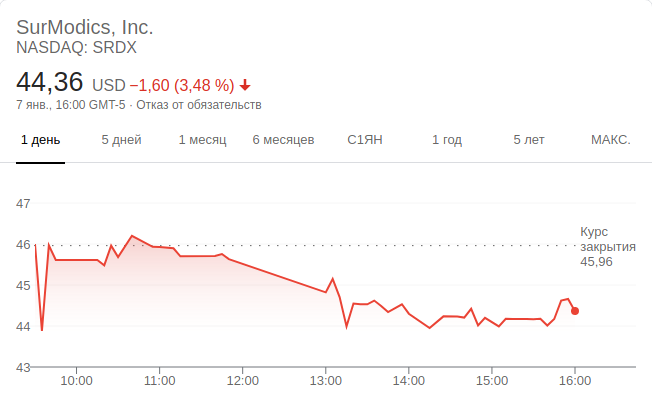 SurModics, Inc.
NASDAQ: SRDX
44,36 USD −1,60 (3,48 %)
7 янв., 16:00 GMT-5 · Отказ от обязательств
1 день 5 дней 1 месяц 6 месяцев С1ЯН 1 год 5 лет МАКС.
47
Курс
46 закрытия
45,96
45
44
43
10:00 11:00 12:00 13:00 14:00 15:00 16:00